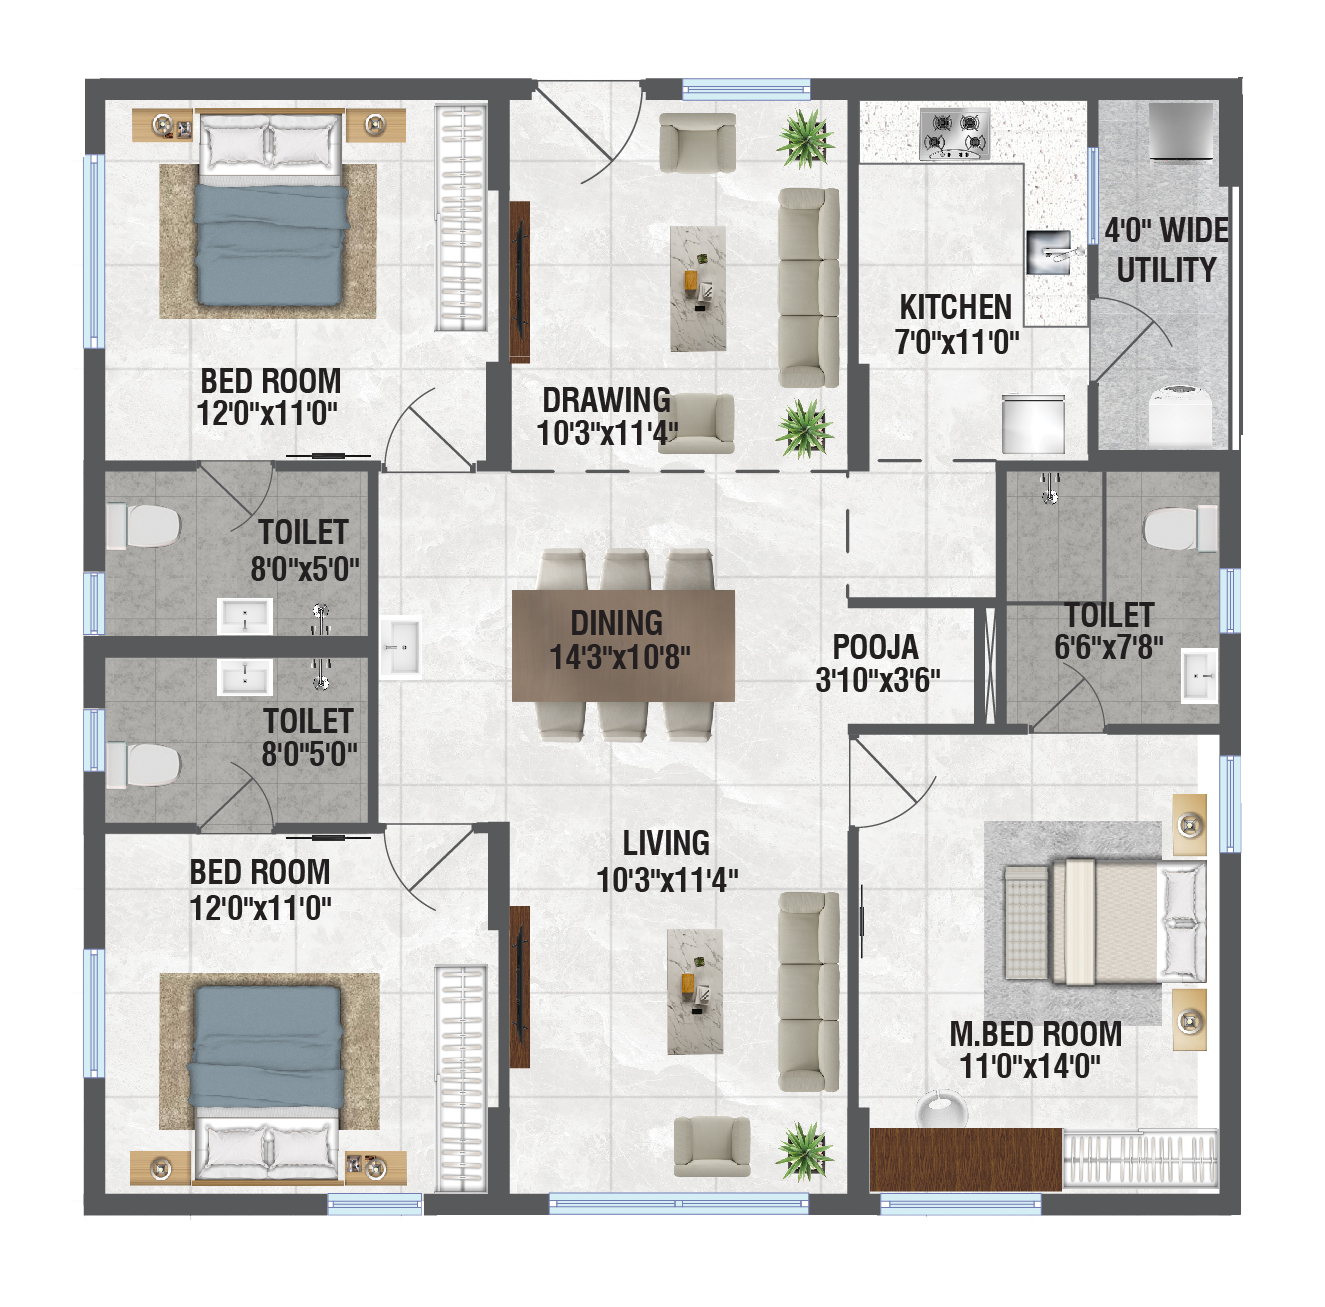 4'0" WIDE
UTILITY
KITCHEN
7'0"x11'0"
BED ROOM
12'0"x11'0"
DRAWING
10'3"x11'4"
TOILET
8'0"x5'0"
DINING
14'3"x10'8"
POOJA
3'10"x3'6"
TOILET
6'6"x7'8"
TOILET
8'0"5'0"
BED ROOM
12'0"x11'0"
LIVING
10'3"x11'4"
M.BED ROOM
11'0"x14'0"